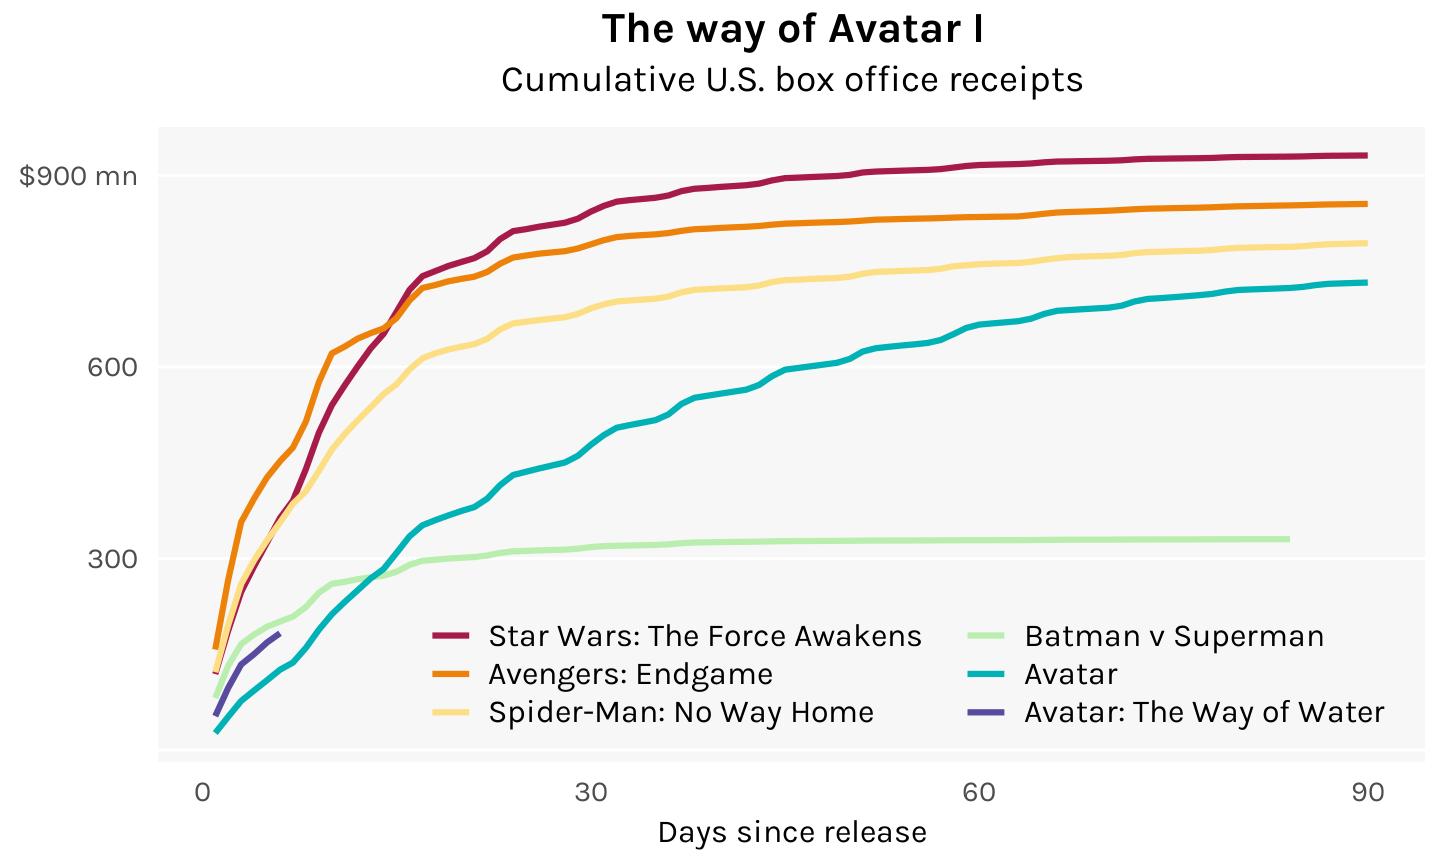 The way of Avatar I
Cumulative U.S. box office receipts
$900 mn
600
300
Star Wars: The Force Awakens
Avengers: Endgame
Spider-Man: No Way Home
Batman v Superman
Avatar
Avatar: The Way of Water
0 30 60 90
Days since release